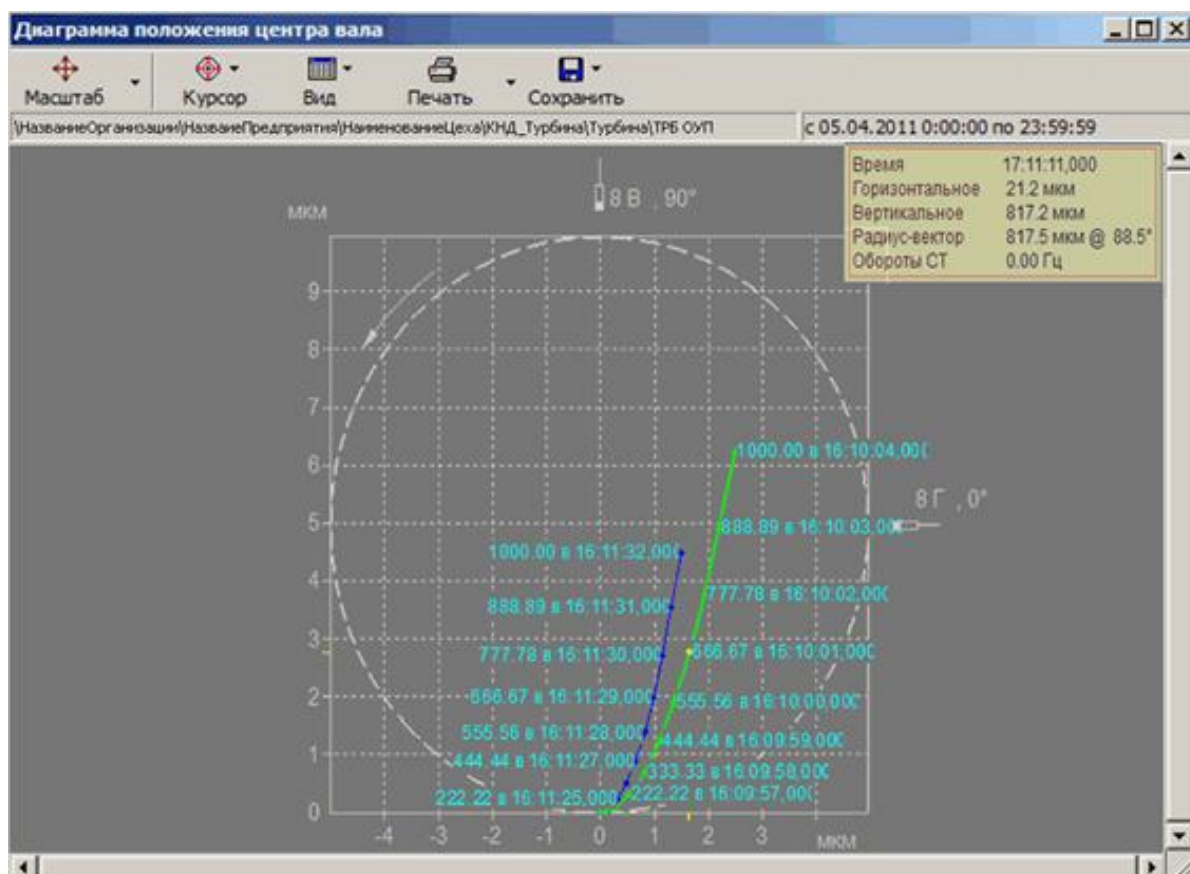 Диаграмма положения центра вала
Масштаб Курсор Вид Печать Сохранить
\НазваниеОрганизации\НазваиеПредприятия\НаименованиеЦеха\КНД_Турбина\Турбина\ТРБ ОУП с 05.04.2011 0:00:00 по 23:59:59
Время 17:11:11,000
Горизонтальное 21.2 мкм
Вертикальное 817.2 мкм
Радиус-вектор 817.5 мкм @ 88.5°
Обороты СТ 0.00 Гц
8 В , 90°
мкм
9
8
7
1000.00 в 16:10:04,000
6
8 Г , 0°
888.89 в 16:10:03,000
5
1000.00 в 16:11:32,000
4
777.78 в 16:10:02,000
888.89 в 16:11:31,000
3
777.78 в 16:11:30,000
666.67 в 16:10:01,000
2
666.67 в 16:11:29,000
555.56 в 16:10:00,000
555.56 в 16:11:28,000
444.44 в 16:09:59,000
1
444.44 в 16:11:27,000
333.33 в 16:09:58,000
222.22 в 16:11:25,000
222.22 в 16:09:57,000
0
-4 -3 -2 -1 0 1 2 3 мкм